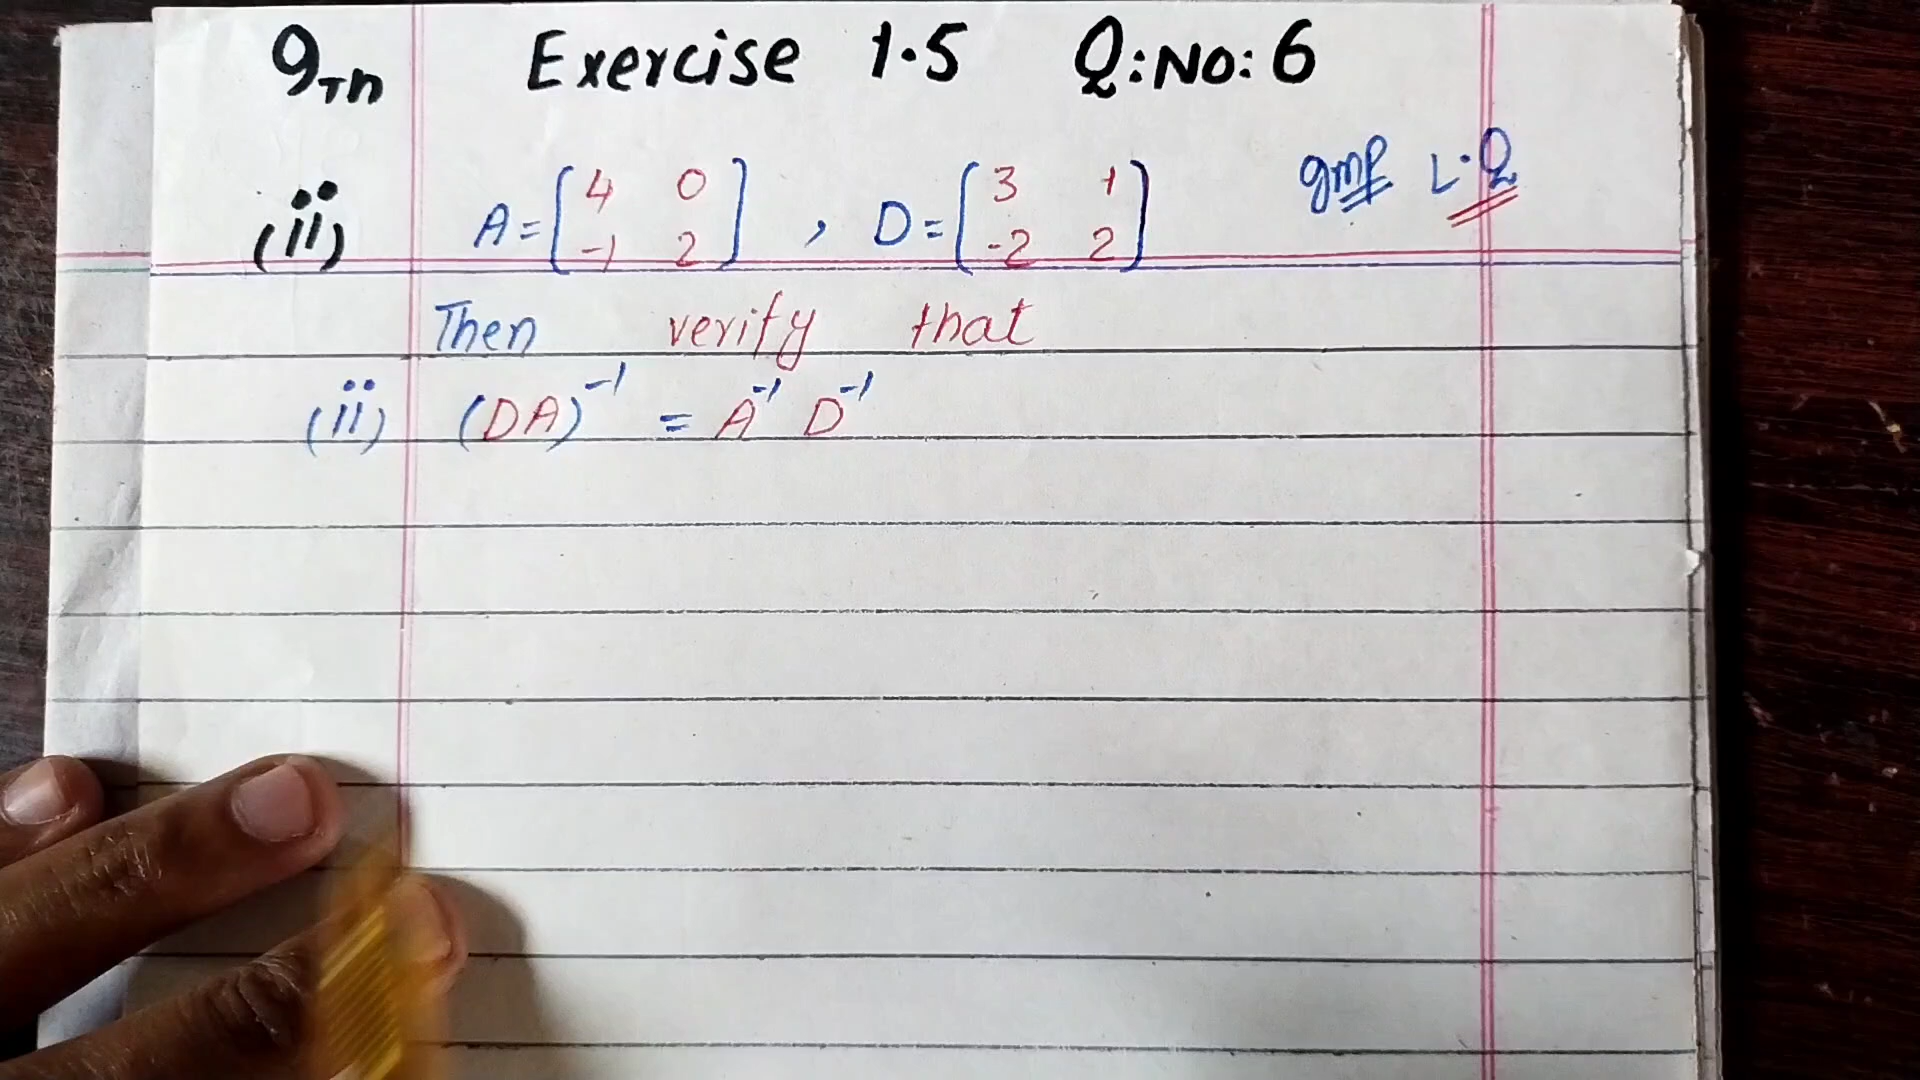 9Th Exercise 1.5 Q:No: 6
Imp L.Q
(ii) A = [4 0 -1 2] , D = [3 1 -2 2]
Then verify that
(ii) (DA)⁻¹ = A⁻¹ D⁻¹